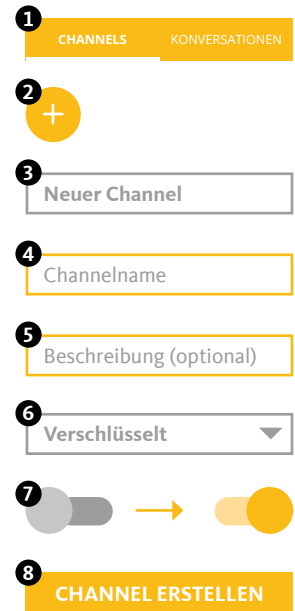 1
CHANNELS KONVERSATIONEN
2
+
3
Neuer Channel
4
Channelname
5
Beschreibung (optional)
6
Verschlüsselt
7
8
CHANNEL ERSTELLEN